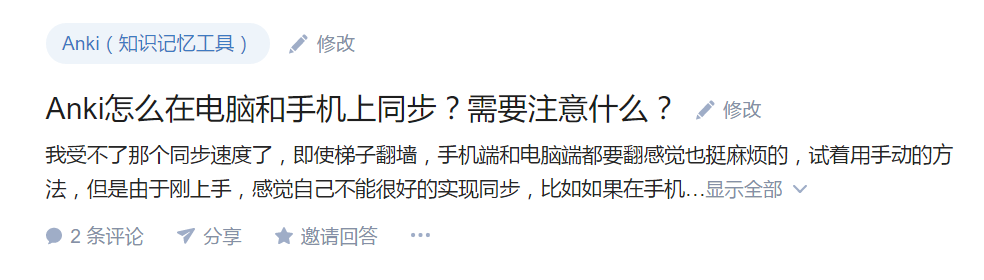 Anki（知识记忆工具） 修改
Anki怎么在电脑和手机上同步？需要注意什么？ 修改
我受不了那个同步速度了，即使梯子翻墙，手机端和电脑端都要翻感觉也挺麻烦的，试着用手动的方
法，但是由于刚上手，感觉自己不能很好的实现同步，比如如果在手机…显示全部
2 条评论 分享 邀请回答